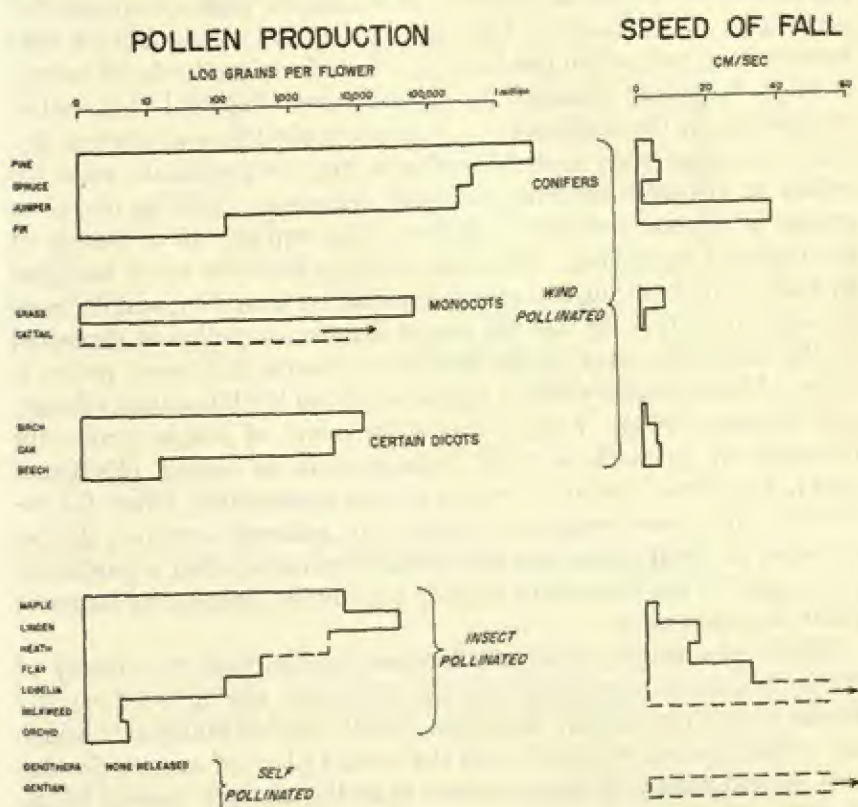 POLLEN PRODUCTION
LOG GRAINS PER FLOWER
0 10 100 1,000 10,000 100,000 1 million
SPEED OF FALL
CM/SEC
0 20 40 60
PINE
SPRUCE
JUNIPER
FIR
CONIFERS
GRASS
CATTAIL
MONOCOTS
WIND
POLLINATED
BIRCH
OAK
BEECH
CERTAIN DICOTS
MAPLE
LINDEN
HEATH
FLAX
LOBELIA
MILKWEED
ORCHID
INSECT
POLLINATED
OENOTHERA NONE RELEASED
GENTIAN
SELF
POLLINATED